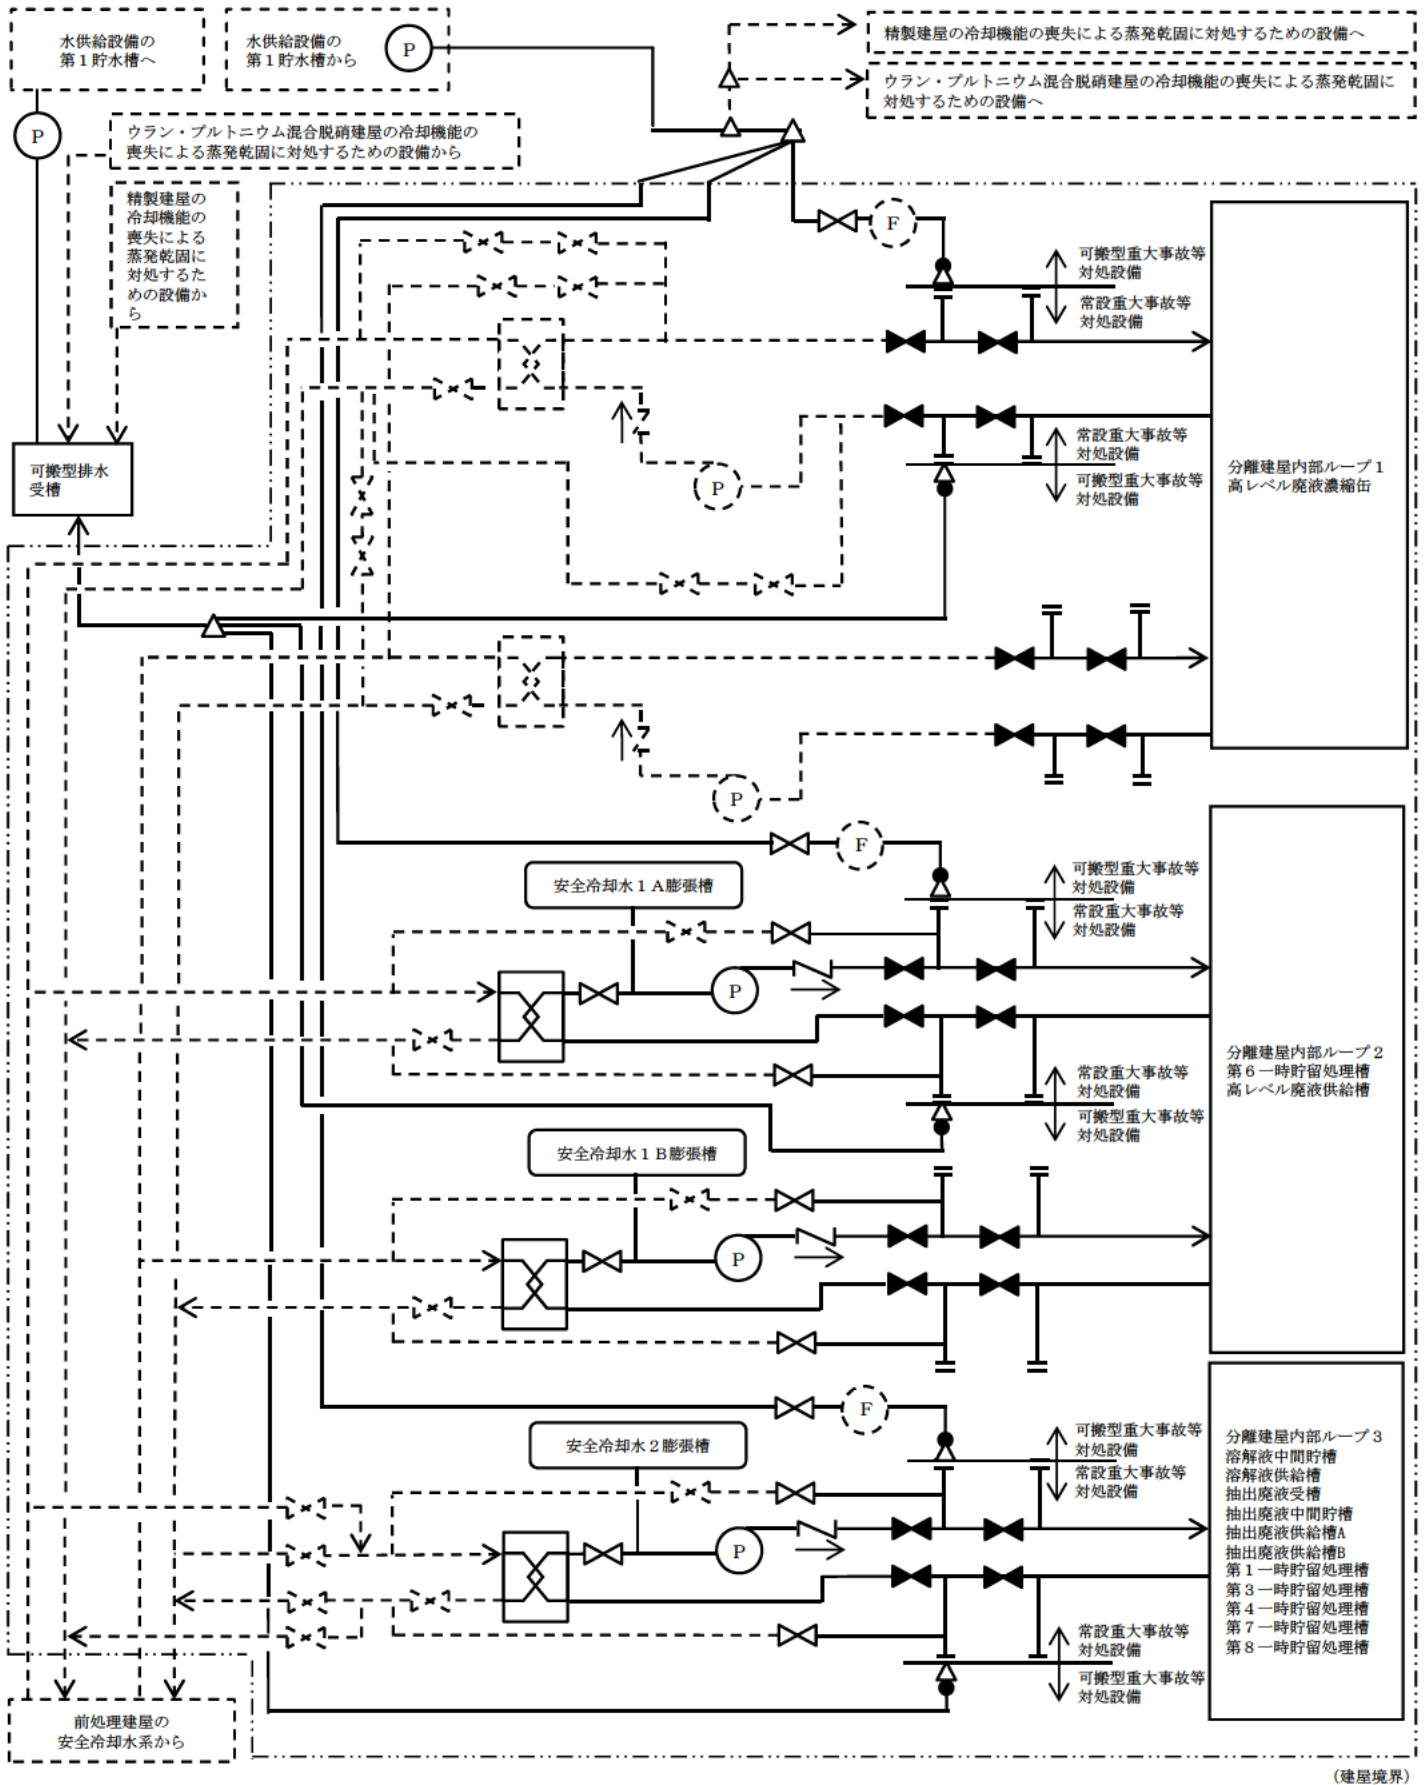 水供給設備の
第1貯水槽へ
水供給設備の
第1貯水槽から
P
精製建屋の冷却機能の喪失による蒸発乾固に対処するための設備へ
ウラン・プルトニウム混合脱硝建屋の冷却機能の喪失による蒸発乾固に
対処するための設備へ
P
ウラン・プルトニウム混合脱硝建屋の冷却機能の
喪失による蒸発乾固に対処するための設備から
精製建屋の
冷却機能の
喪失による
蒸発乾固に
対処するた
めの設備か
ら
F
可搬型重大事故等
対処設備
常設重大事故等
対処設備
可搬型排水
受槽
P
常設重大事故等
対処設備
可搬型重大事故等
対処設備
分離建屋内部ループ1
高レベル廃液濃縮缶
P
F
安全冷却水1A膨張槽
可搬型重大事故等
対処設備
常設重大事故等
対処設備
P
分離建屋内部ループ2
第6一時貯留処理槽
高レベル廃液供給槽
常設重大事故等
対処設備
可搬型重大事故等
対処設備
安全冷却水1B膨張槽
P
F
安全冷却水2膨張槽
可搬型重大事故等
対処設備
常設重大事故等
対処設備
P
分離建屋内部ループ3
溶解液中間貯槽
溶解液供給槽
抽出廃液受槽
抽出廃液中間貯槽
抽出廃液供給槽A
抽出廃液供給槽B
第1一時貯留処理槽
第3一時貯留処理槽
第4一時貯留処理槽
第7一時貯留処理槽
第8一時貯留処理槽
常設重大事故等
対処設備
可搬型重大事故等
対処設備
前処理建屋の
安全冷却水系から
(建屋境界)